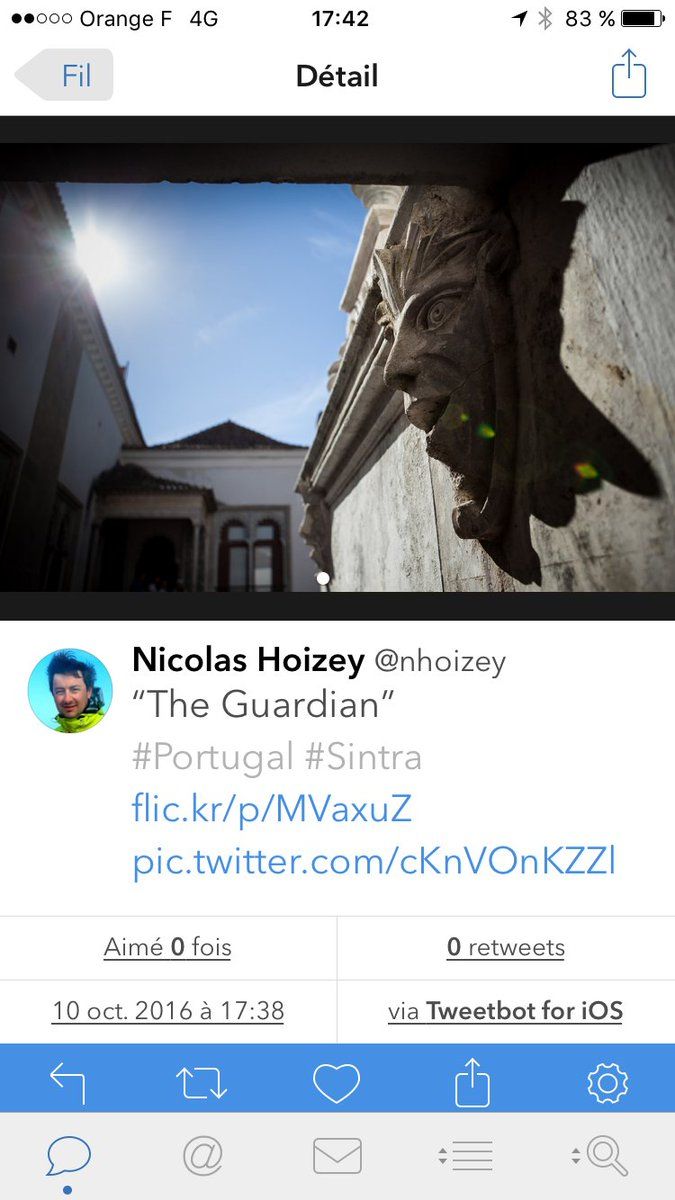 Orange F 4G 17:42 83 %
Fil Détail
Nicolas Hoizey @nhoizey
“The Guardian”
#Portugal #Sintra
flic.kr/p/MVaxuZ
pic.twitter.com/cKnVOnKZZl
Aimé 0 fois 0 retweets
10 oct. 2016 à 17:38 via Tweetbot for iOS
@